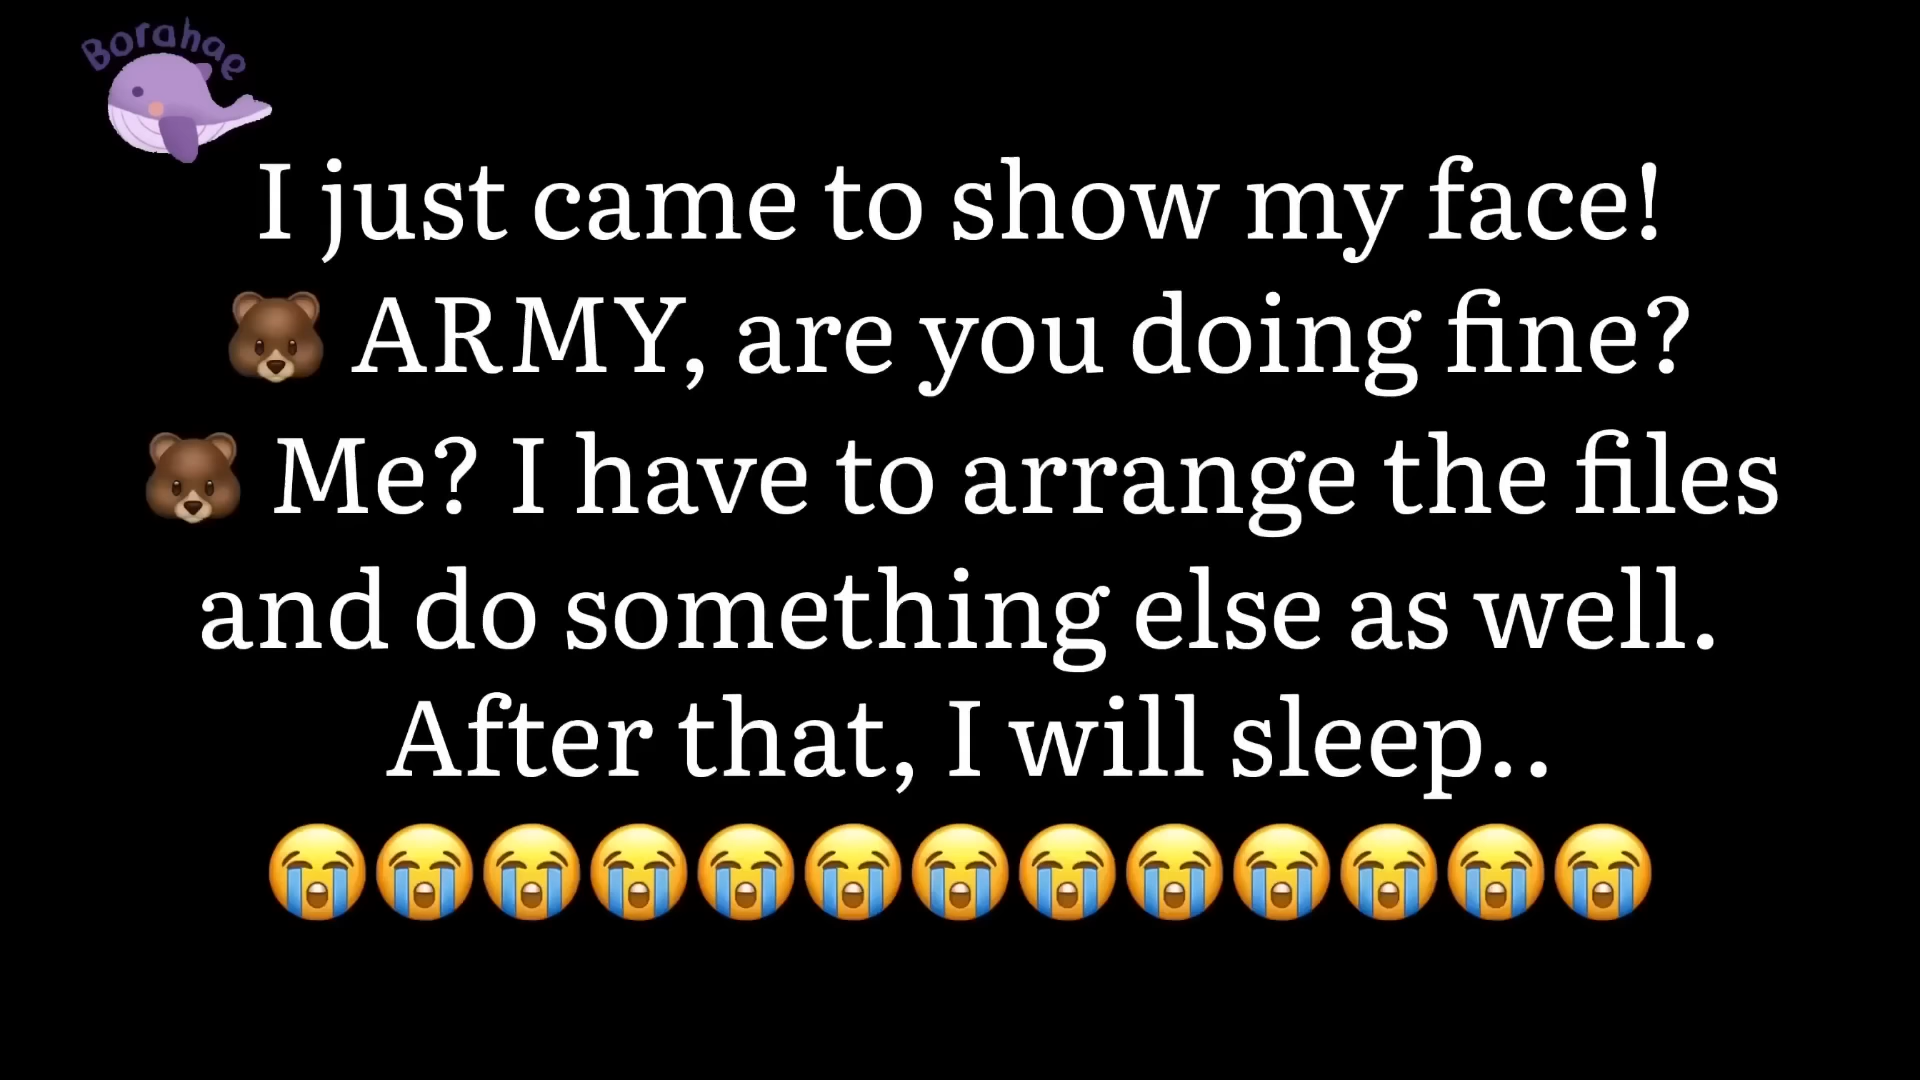 Borahae
I just came to show my face!
🐻 ARMY, are you doing fine?
🐻 Me? I have to arrange the files
and do something else as well.
After that, I will sleep..
😭😭😭😭😭😭😭😭😭😭😭😭😭